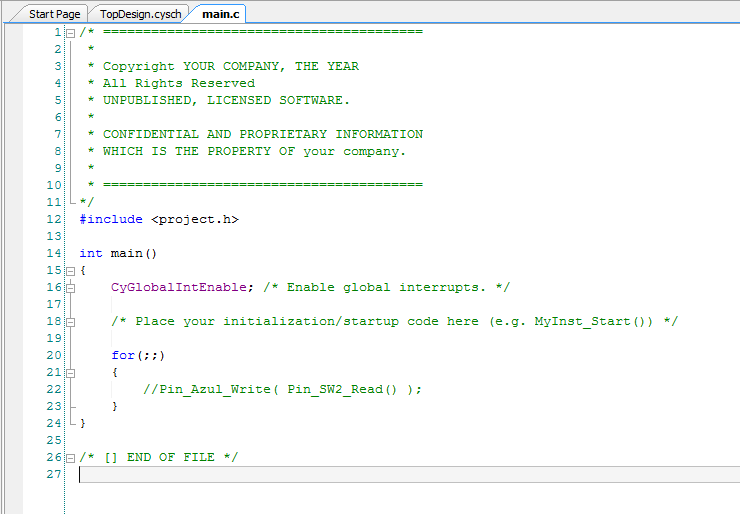 Start Page TopDesign.cysch main.c
1 /* ========================================
2 *
3 * Copyright YOUR COMPANY, THE YEAR
4 * All Rights Reserved
5 * UNPUBLISHED, LICENSED SOFTWARE.
6 *
7 * CONFIDENTIAL AND PROPRIETARY INFORMATION
8 * WHICH IS THE PROPERTY OF your company.
9 *
10 * ========================================
11 */
12 #include <project.h>
13
14 int main()
15 {
16 CyGlobalIntEnable; /* Enable global interrupts. */
17
18 /* Place your initialization/startup code here (e.g. MyInst_Start()) */
19
20 for(;;)
21 {
22 //Pin_Azul_Write( Pin_SW2_Read() );
23 }
24 }
25
26 /* [] END OF FILE */
27